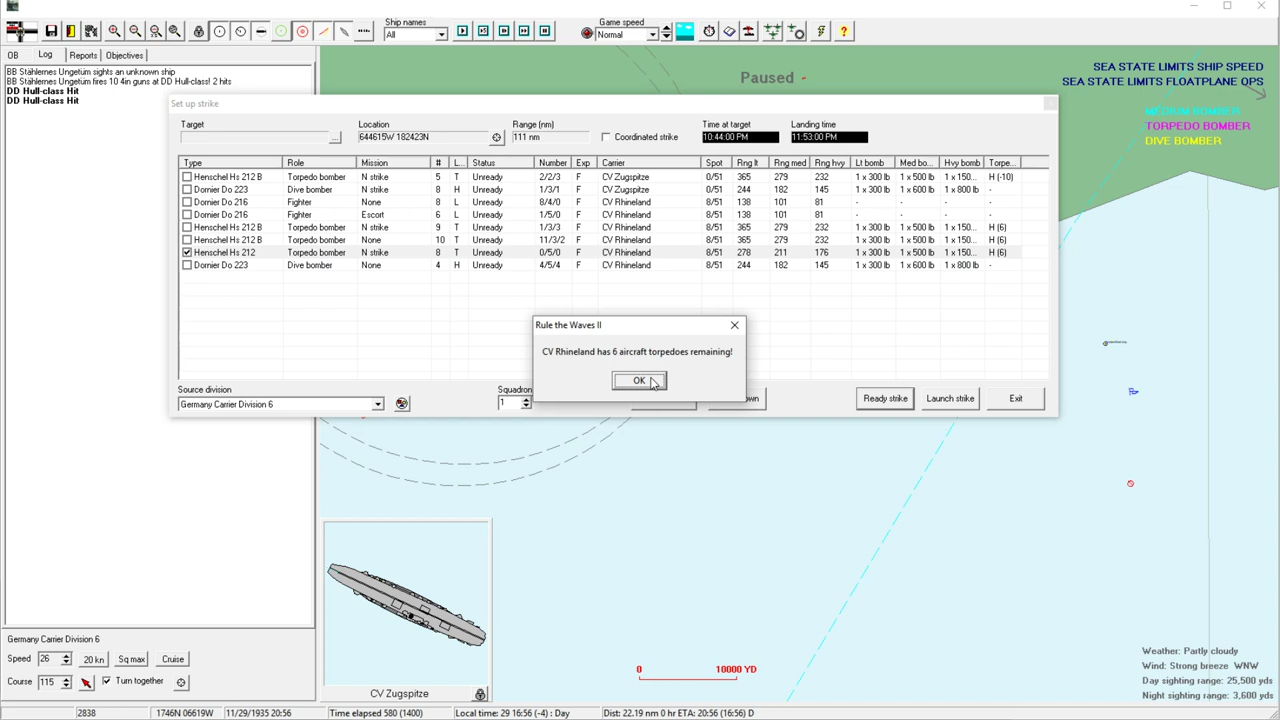 Ship names
All
Game speed
Normal
OB Log Reports Objectives
BB Stählernes Ungetüm sights an unknown ship
BB Stählernes Ungetüm fires 10 4in guns at DD Hull-class! 2 hits
DD Hull-class Hit
DD Hull-class Hit
Paused
SEA STATE LIMITS SHIP SPEED
SEA STATE LIMITS FLOATPLANE OPS
MEDIUM BOMBER
TORPEDO BOMBER
DIVE BOMBER
Set up strike
Target Location Range (nm) Time at target Landing time
... 644615W 182423N 111 nm Coordinated strike 10:44:00 PM 11:53:00 PM
Type Role Mission # L... Status Number Exp Carrier Spot Rng lt Rng med Rng hvy Lt bomb Med bo... Hvy bomb Torpe...
Henschel Hs 212 B Torpedo bomber N strike 5 T Unready 2/2/3 F CV Zugspitze 0/51 365 279 232 1 x 300 lb 1 x 500 lb 1 x 150... H (-10)
Dornier Do 223 Dive bomber N strike 8 H Unready 1/3/1 F CV Zugspitze 0/51 244 182 145 1 x 300 lb 1 x 600 lb 1 x 800 lb -
Dornier Do 216 Fighter None 8 L Unready 8/4/0 F CV Rhineland 8/51 138 101 81 - - - -
Dornier Do 216 Fighter Escort 6 L Unready 1/5/0 F CV Rhineland 8/51 138 101 81 - - - -
Henschel Hs 212 B Torpedo bomber N strike 9 T Unready 1/3/3 F CV Rhineland 8/51 365 279 232 1 x 300 lb 1 x 500 lb 1 x 150... H (6)
Henschel Hs 212 B Torpedo bomber None 10 T Unready 11/3/2 F CV Rhineland 8/51 365 279 232 1 x 300 lb 1 x 500 lb 1 x 150... H (6)
Henschel Hs 212 Torpedo bomber N strike 8 T Unready 0/5/0 F CV Rhineland 8/51 278 211 176 1 x 300 lb 1 x 500 lb 1 x 150... H (6)
Dornier Do 223 Dive bomber None 4 H Unready 4/5/4 F CV Rhineland 8/51 244 182 145 1 x 300 lb 1 x 600 lb 1 x 800 lb -
Rule the Waves II
CV Rhineland has 6 aircraft torpedoes remaining!
OK
Source division
Germany Carrier Division 6
Squadron
1
Ready strike Launch strike Exit
Germany Carrier Division 6
Speed 26 20 kn Sq max Cruise
Course 115 Turn together
CV Zugspitze
0 10000 YD
Weather: Partly cloudy
Wind: Strong breeze WNW
Day sighting range: 25,500 yds
Night sighting range: 3,600 yds
2838 1746N 06619W 11/29/1935 20:56 Time elapsed 580 (1400) Local time: 29 16:56 (-4) : Day Dist: 22.19 nm 0 hr ETA: 20:56 (16:56) D